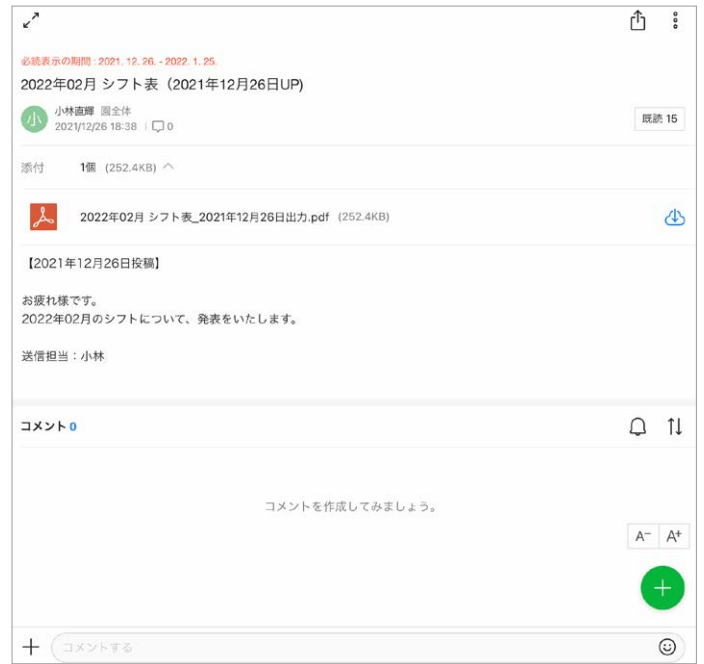 必読表示の期間 : 2021. 12. 26. - 2022. 1. 25.
2022年02月 シフト表（2021年12月26日UP)
小 小林直輝 園全体
2021/12/26 18:38 0
既読 15
添付 1個 (252.4KB)
2022年02月 シフト表_2021年12月26日出力.pdf (252.4KB)
【2021年12月26日投稿】
お疲れ様です。
2022年02月のシフトについて、発表をいたします。
送信担当：小林
コメント 0
コメントを作成してみましょう。
A- A+
コメントする